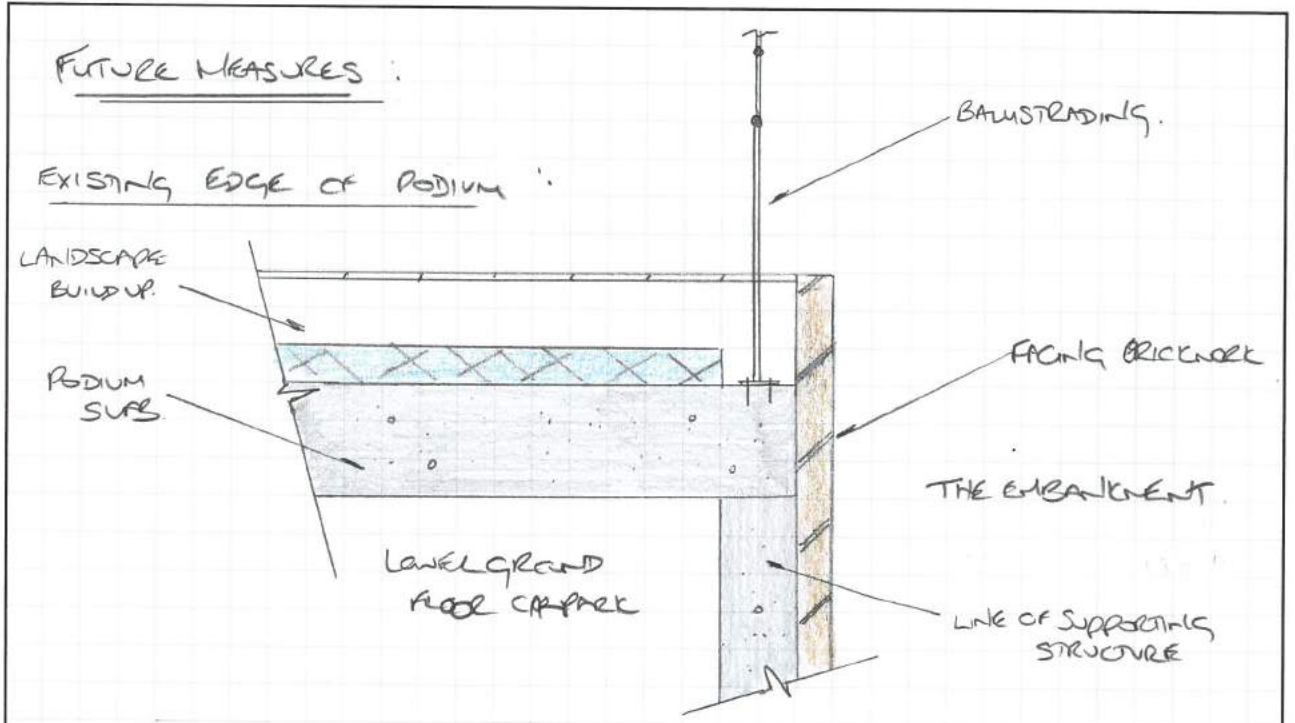 FUTURE MEASURES :
EXISTING EDGE OF PODIUM :
BALUSTRADING.
LANDSCAPE
BUILD UP.
PODIUM
SLAB.
FACING BRICKWORK
THE EMBANKMENT.
LOWER GROUND
FLOOR CARPARK
LINE OF SUPPORTING
STRUCTURE